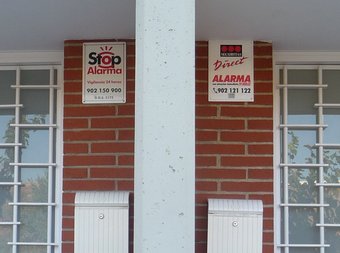 Stop
Alarma
Vigilancia 24 horas
902 150 900
SECURITAS
Direct
ALARMA
902 121 122